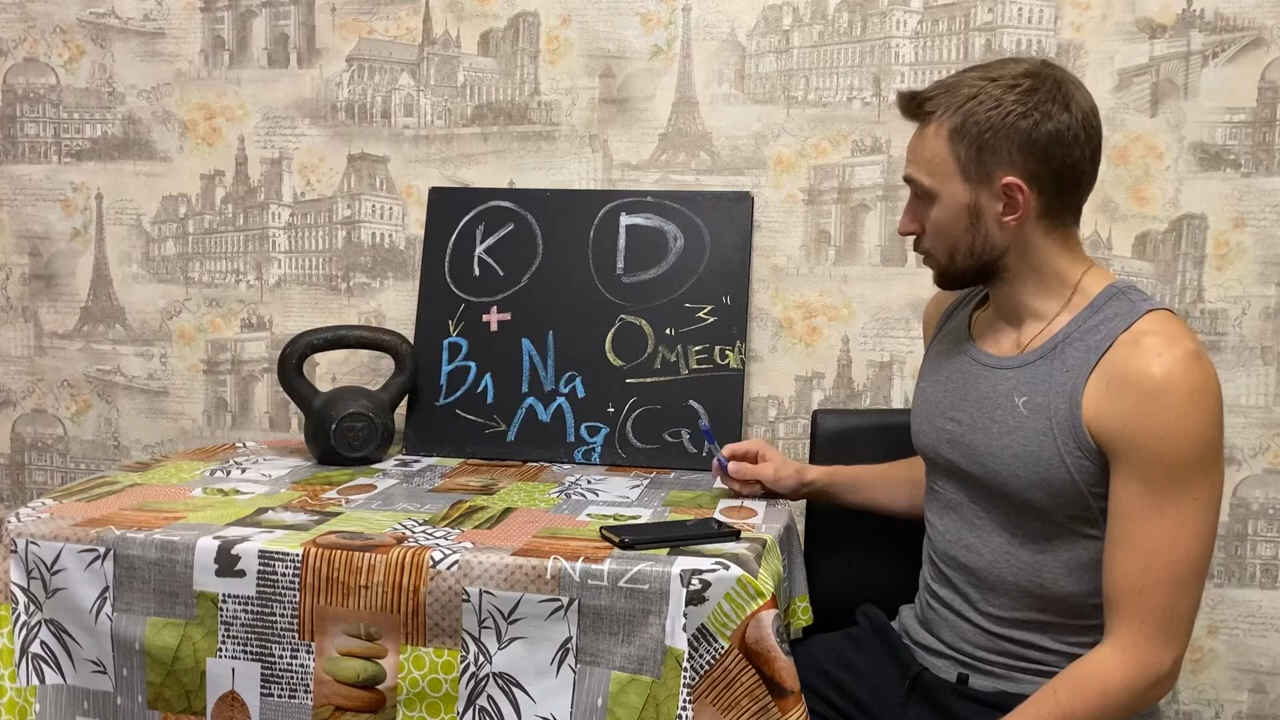 K D
+
"3"
OMEGA
B1 Na
Mg + (Ca)
ZEN